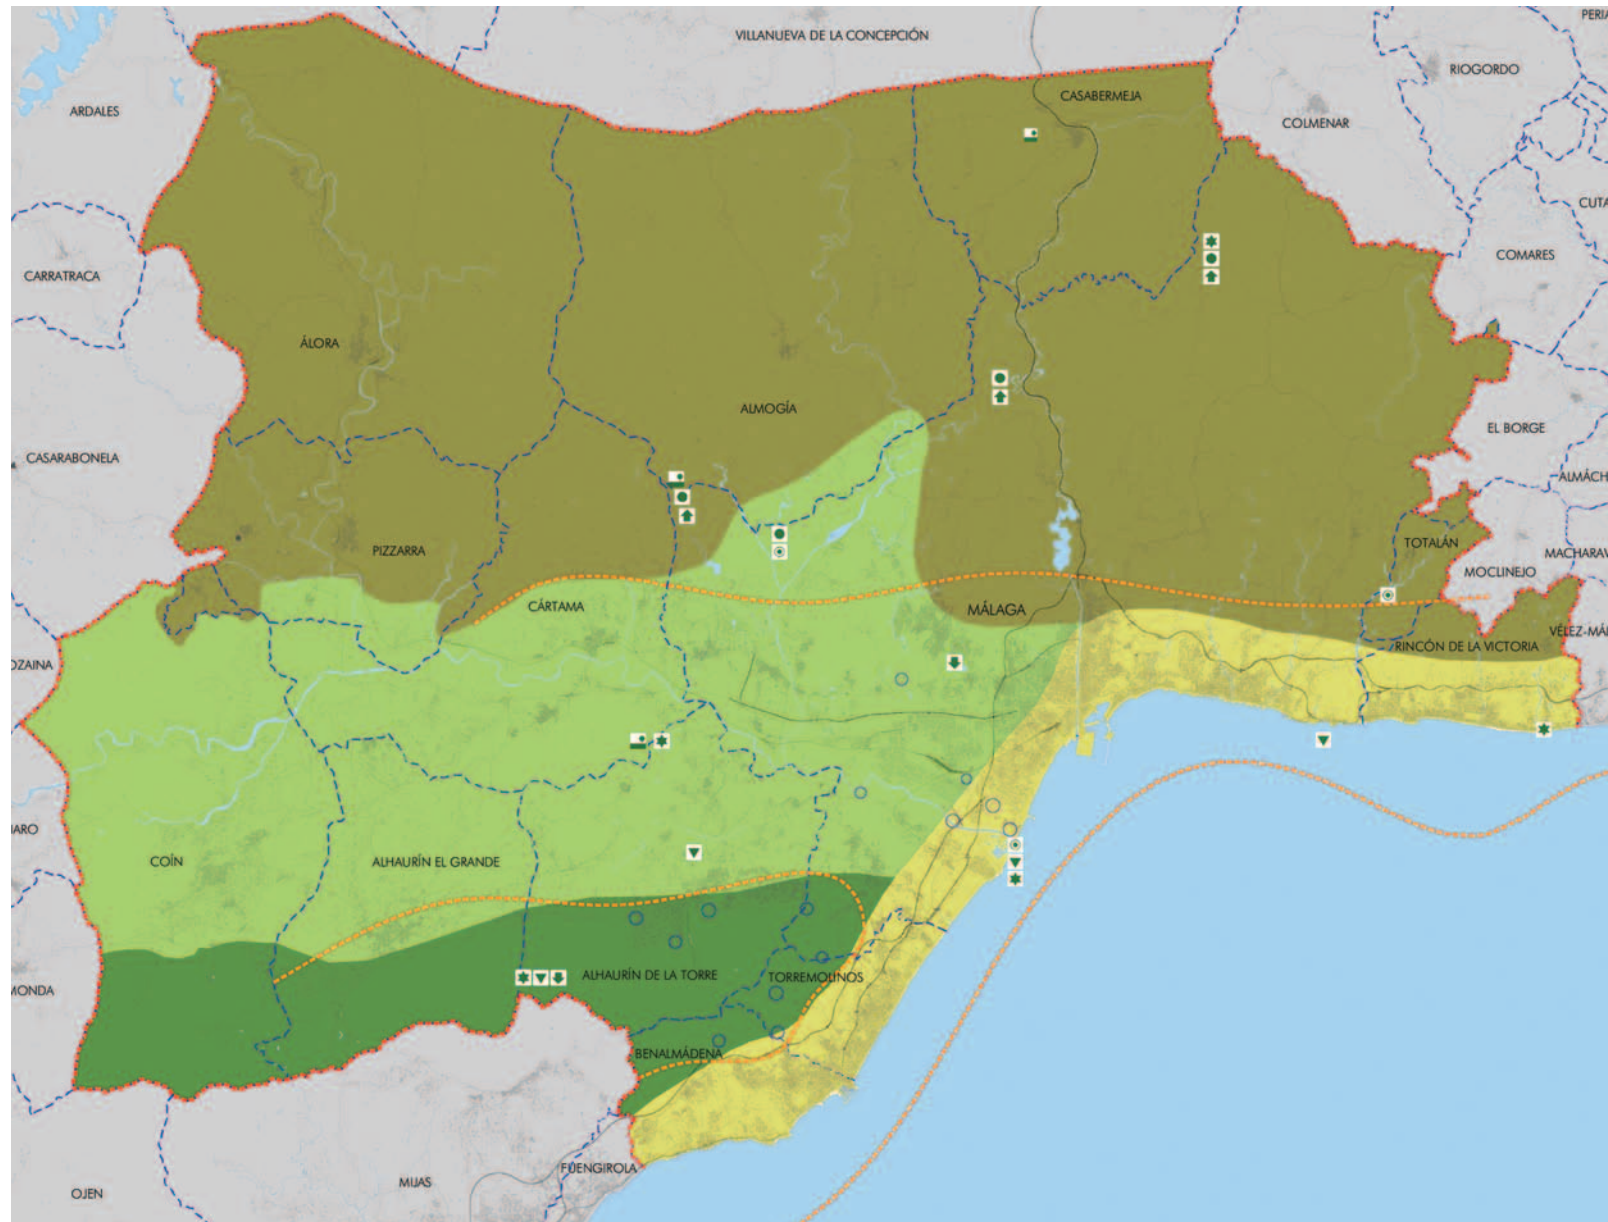 PERIA
VILLANUEVA DE LA CONCEPCIÓN
RIOGORDO
CASABERMEJA
ARDALES
COLMENAR
CUTA
COMARES
CARRATRACA
ÁLORA
ALMOGÍA
EL BORGE
CASARABONELA
ALMÁCH
TOTALÁN
PIZZARRA
MACHARAV
MOCLINEJO
CÁRTAMA
MÁLAGA
VÉLEZ-MÁL
RINCÓN DE LA VICTORIA
OZAINA
ARO
COÍN
ALHAURÍN EL GRANDE
ALHAURÍN DE LA TORRE
TORREMOLINOS
MONDA
BENALMÁDENA
FUENGIROLA
MIJAS
OJEN